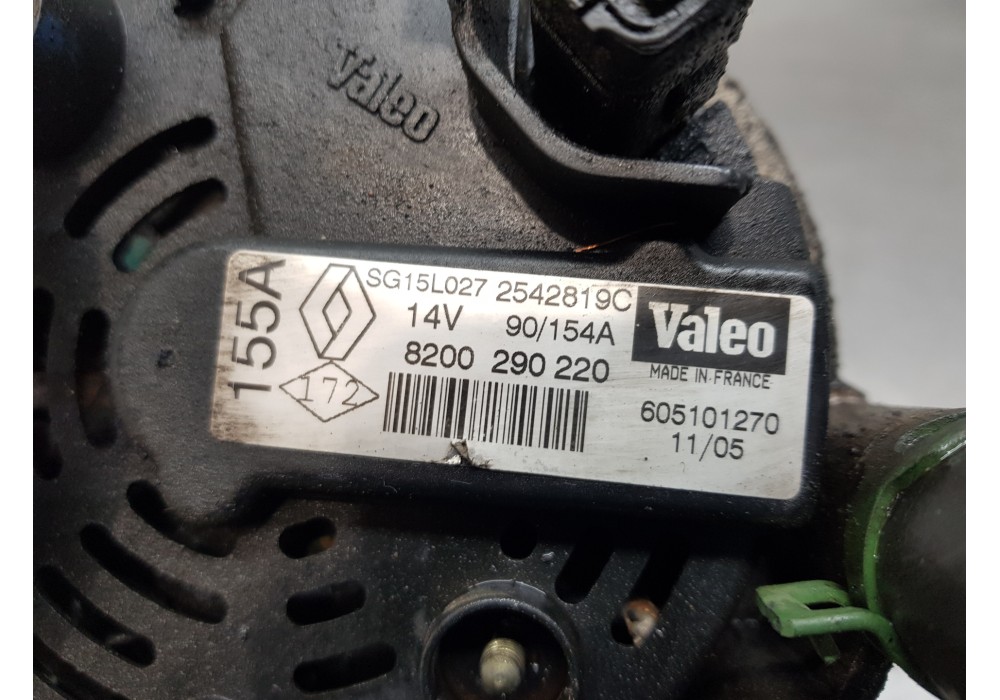 Valeo
155A
SG15L027 2542819C
14V 90/154A
8200 290 220
172
Valeo
MADE IN FRANCE
605101270
11/05